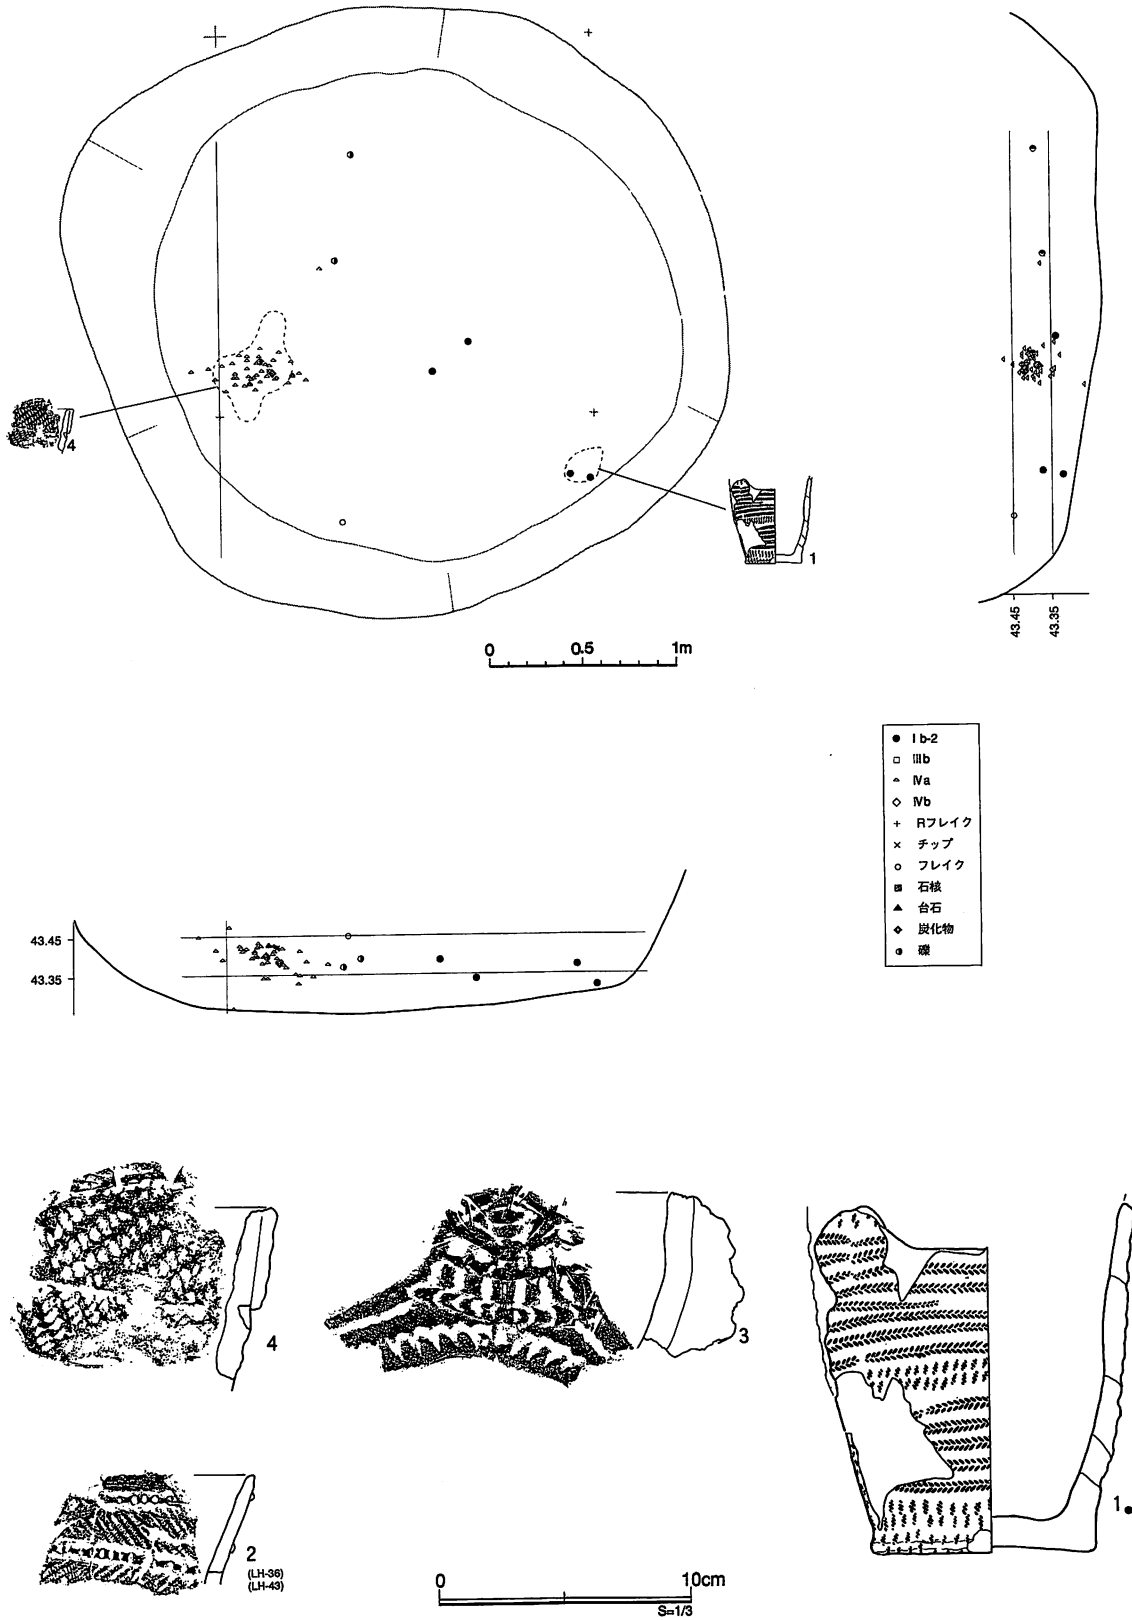 4
1
43.45
43.35
0 0.5 1m
Ⅰb-2
Ⅲb
Ⅳa
Ⅳb
Rフレイク
チップ
フレイク
石核
台石
炭化物
礫
43.45
43.35
4
3
1
2
(LH-36)
(LH-43)
0 10cm
S=1/3